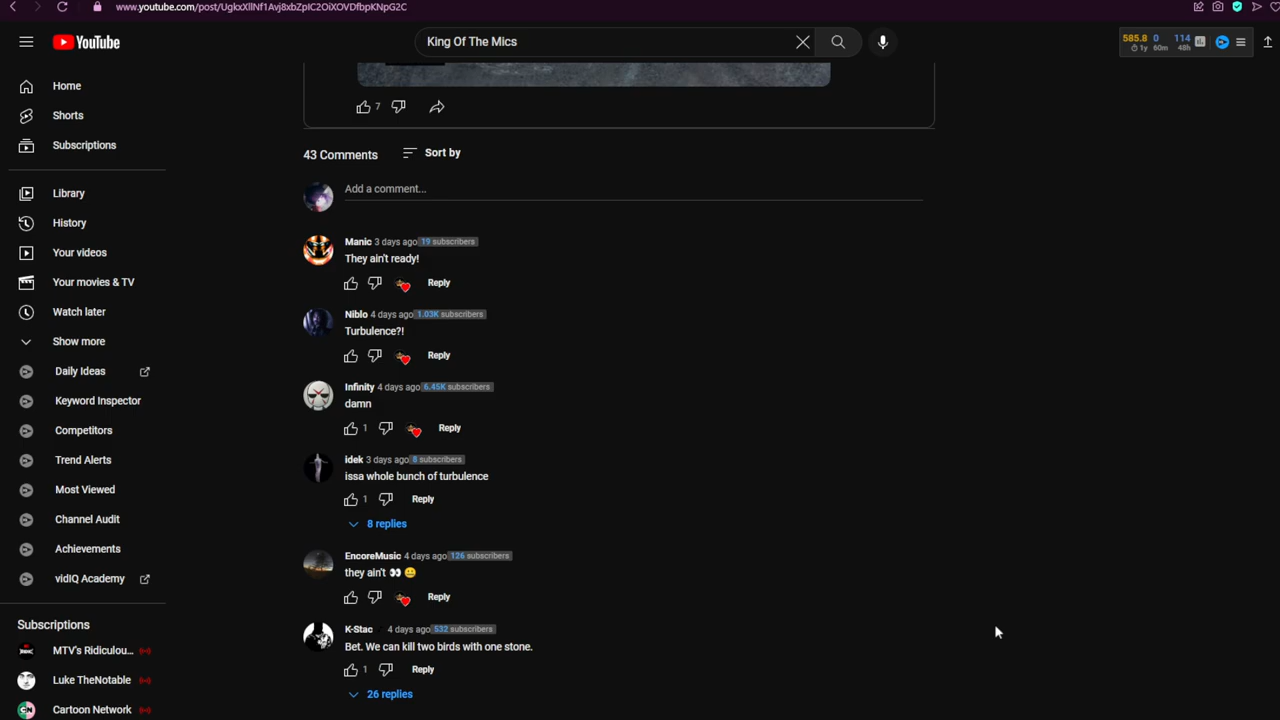 www.youtube.com/post/UgkxXllNf1Avj8xbZpIC2OiXOVDfbpKNpG2C
YouTube
King Of The Mics
585.8 0 114
1y 60m 48h
Home
Shorts
Subscriptions
Library
History
Your videos
Your movies & TV
Watch later
Show more
Daily Ideas
Keyword Inspector
Competitors
Trend Alerts
Most Viewed
Channel Audit
Achievements
vidIQ Academy
Subscriptions
MTV's Ridiculou...
Luke TheNotable
Cartoon Network
7
43 Comments Sort by
Add a comment...
Manic 3 days ago 19 subscribers
They ain't ready!
Reply
Niblo 4 days ago 1.03K subscribers
Turbulence?!
Reply
Infinity 4 days ago 6.45K subscribers
damn
1 Reply
idek 3 days ago 8 subscribers
issa whole bunch of turbulence
1 Reply
8 replies
EncoreMusic 4 days ago 126 subscribers
they ain't 👀 😐
Reply
K-Stac 4 days ago 532 subscribers
Bet. We can kill two birds with one stone.
1 Reply
26 replies